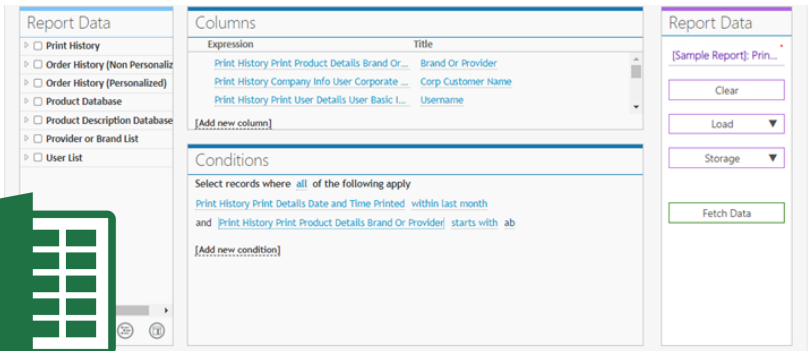 Report Data
Print History
Order History (Non Personaliz
Order History (Personalized)
Product Database
Product Description Database
Provider or Brand List
User List
Columns
Expression Title
Print History Print Product Details Brand Or... Brand Or Provider
Print History Company Info User Corporate ... Corp Customer Name
Print History Print User Details User Basic I... Username
[Add new column]
Conditions
Select records where all of the following apply
Print History Print Details Date and Time Printed within last month
and Print History Print Product Details Brand Or Provider starts with ab
[Add new condition]
Report Data
[Sample Report]: Prin...
Clear
Load
Storage
Fetch Data